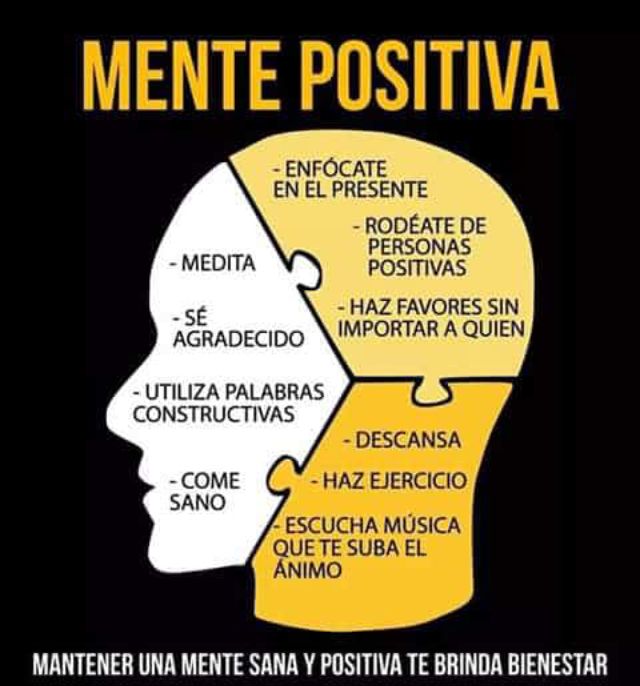 MENTE POSITIVA
- ENFÓCATE
EN EL PRESENTE
- RODÉATE DE
PERSONAS
POSITIVAS
- HAZ FAVORES SIN
IMPORTAR A QUIEN
- MEDITA
- SÉ
AGRADECIDO
- UTILIZA PALABRAS
CONSTRUCTIVAS
- COME
SANO
- DESCANSA
- HAZ EJERCICIO
- ESCUCHA MÚSICA
QUE TE SUBA EL
ÁNIMO
MANTENER UNA MENTE SANA Y POSITIVA TE BRINDA BIENESTAR